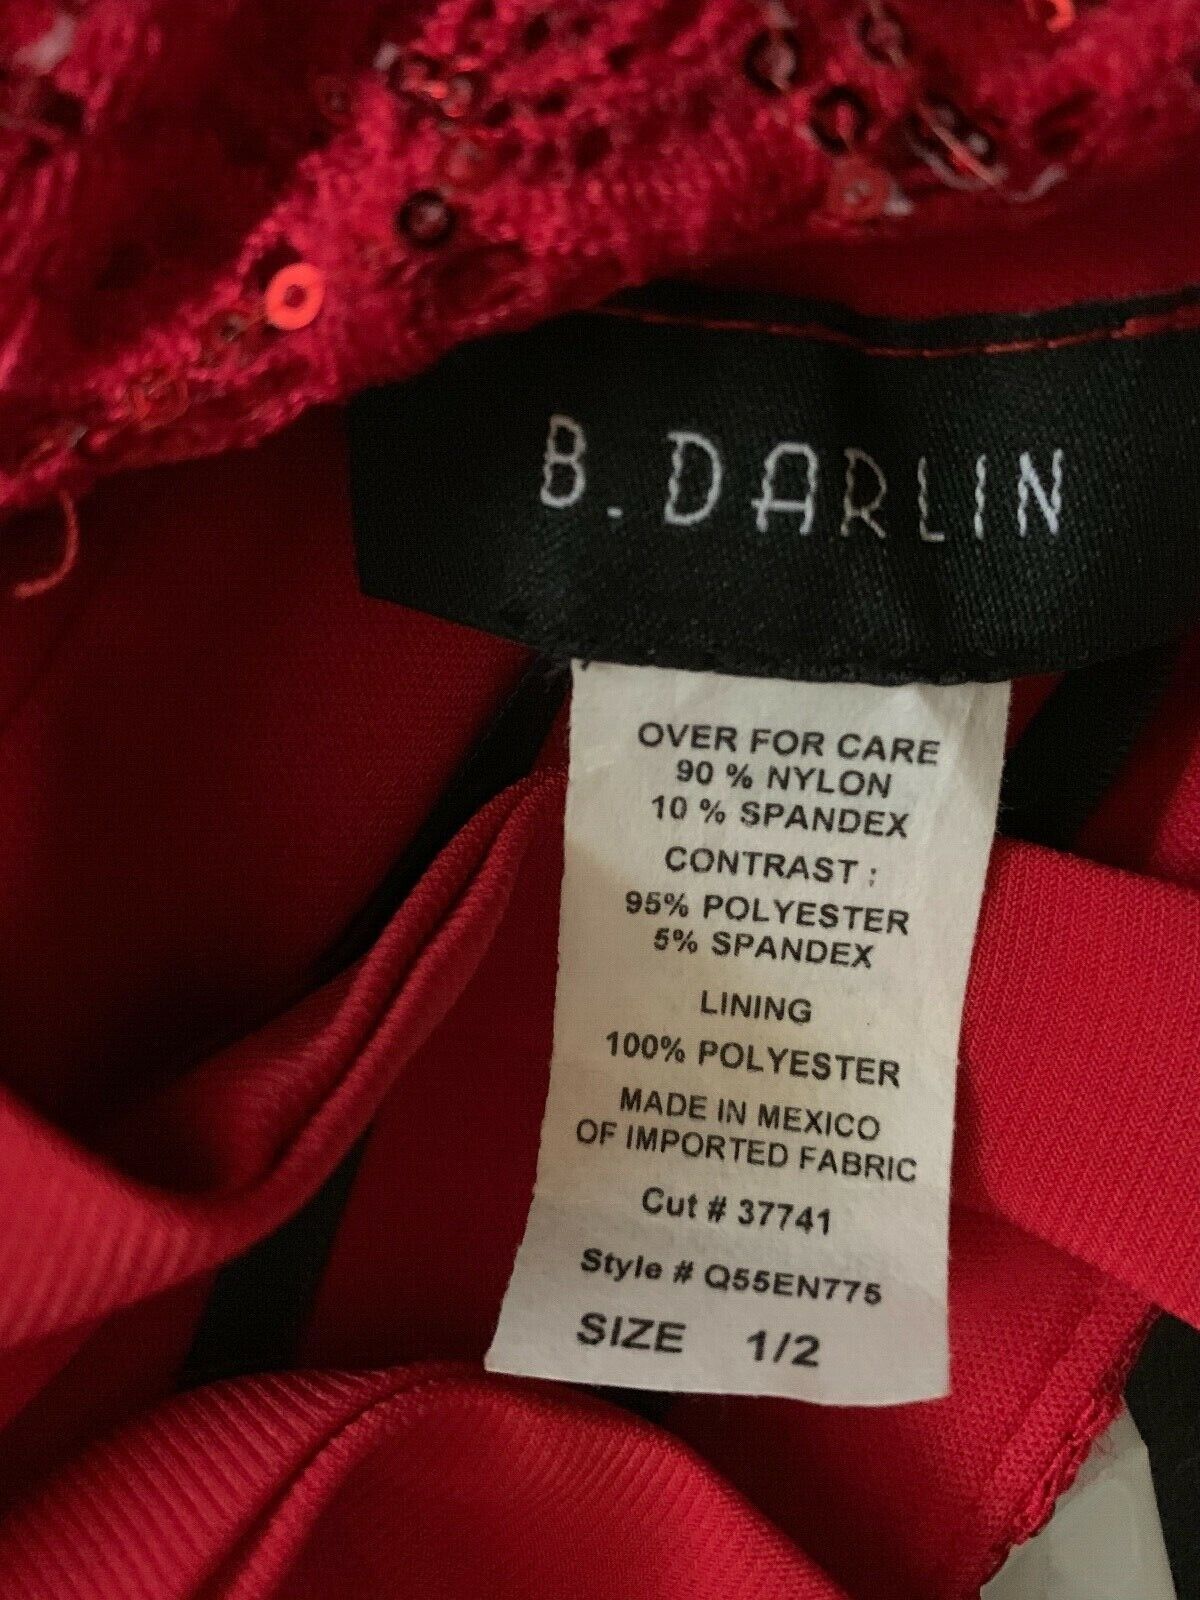 B. DARLIN
OVER FOR CARE
90 % NYLON
10 % SPANDEX
CONTRAST :
95% POLYESTER
5% SPANDEX
LINING
100% POLYESTER
MADE IN MEXICO
OF IMPORTED FABRIC
Cut # 37741
Style # Q55EN775
SIZE 1/2